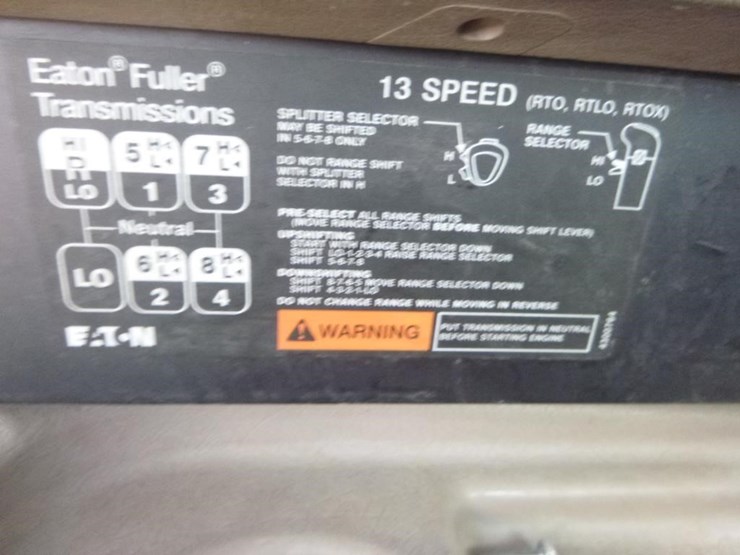 Eaton® Fuller®
Transmissions
HI
R
LO
5 H
L
1
7 H
L
3
Neutral
LO
6 H
L
2
8 H
L
4
EATON
13 SPEED (RTO, RTLO, RTOX)
SPLITTER SELECTOR
MAY BE SHIFTED
IN 5-6-7-8 ONLY
DO NOT RANGE SHIFT
WITH SPLITTER
SELECTOR IN H
H
L
RANGE
SELECTOR
HI
LO
PRE-SELECT ALL RANGE SHIFTS
(MOVE RANGE SELECTOR BEFORE MOVING SHIFT LEVER)
UPSHIFTING
START WITH RANGE SELECTOR DOWN
SHIFT LO-1-2-3-4 RAISE RANGE SELECTOR
SHIFT 5-6-7-8
DOWNSHIFTING
SHIFT 8-7-6-5 MOVE RANGE SELECTOR DOWN
SHIFT 4-3-2-1-LO
DO NOT CHANGE RANGE WHILE MOVING IN REVERSE
WARNING
PUT TRANSMISSION IN NEUTRAL
BEFORE STARTING ENGINE